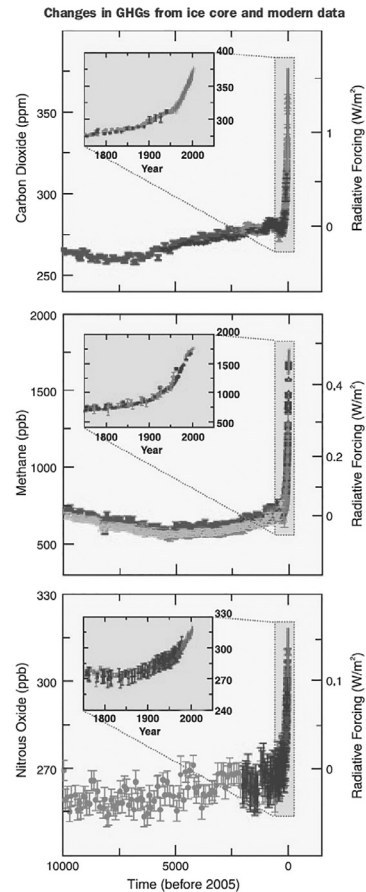 Changes in GHGs from ice core and modern data
Carbon Dioxide (ppm)
350
300
250
400
350
300
1800 1900 2000
Year
1
0
Radiative Forcing (W/m²)
Methane (ppb)
2000
1500
1000
500
2000
1500
1000
500
1800 1900 2000
Year
0,4
0,2
0
Radiative Forcing (W/m²)
Nitrous Oxide (ppb)
330
300
270
330
300
270
240
1800 1900 2000
Year
0,1
0
Radiative Forcing (W/m²)
10000 5000 0
Time (before 2005)